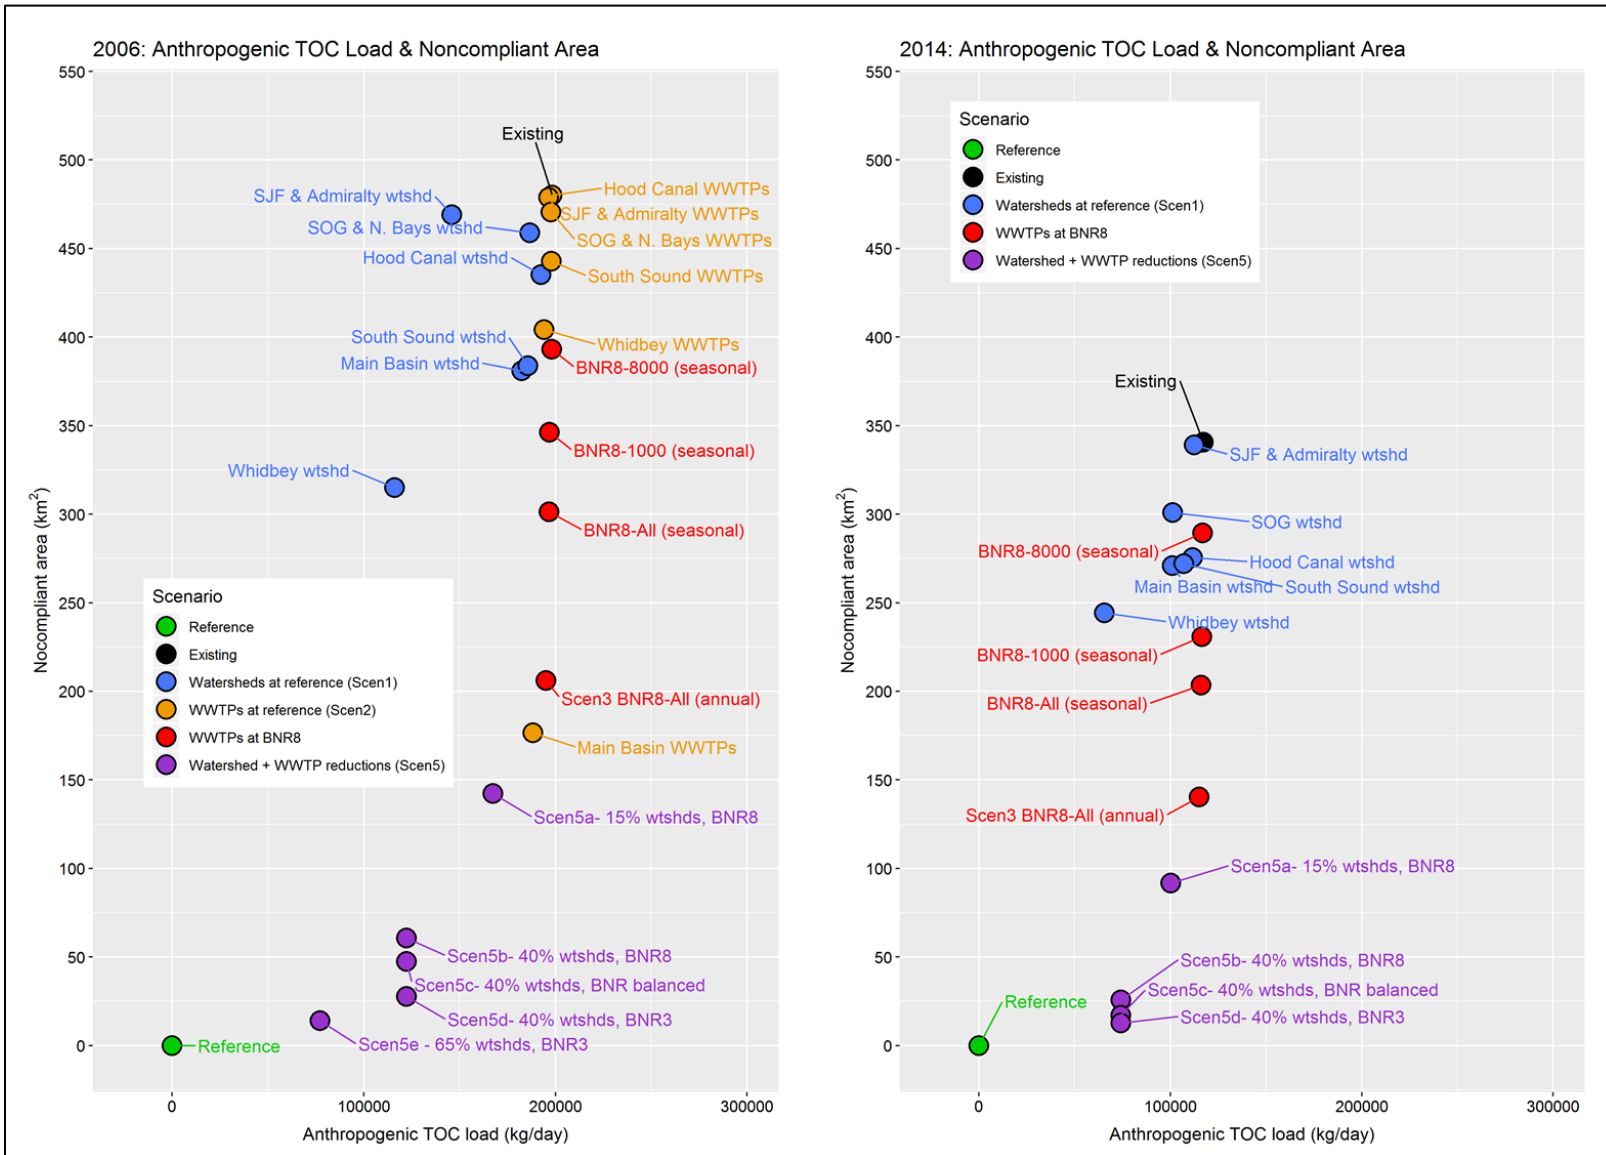 2006: Anthropogenic TOC Load & Noncompliant Area
550
500
450
400
350
300
250
200
150
100
50
0
Nocompliant area (km²)
Existing
Hood Canal WWTPs
SJF & Admiralty wtshd
SJF & Admiralty WWTPs
SOG & N. Bays wtshd
SOG & N. Bays WWTPs
Hood Canal wtshd
South Sound WWTPs
South Sound wtshd
Whidbey WWTPs
Main Basin wtshd
BNR8-8000 (seasonal)
BNR8-1000 (seasonal)
Whidbey wtshd
BNR8-All (seasonal)
Scenario
Reference
Existing
Watersheds at reference (Scen1)
WWTPs at reference (Scen2)
WWTPs at BNR8
Watershed + WWTP reductions (Scen5)
Scen3 BNR8-All (annual)
Main Basin WWTPs
Scen5a- 15% wtshds, BNR8
Scen5b- 40% wtshds, BNR8
Scen5c- 40% wtshds, BNR balanced
Scen5d- 40% wtshds, BNR3
Scen5e - 65% wtshds, BNR3
Reference
0
100000
200000
300000
Anthropogenic TOC load (kg/day)
2014: Anthropogenic TOC Load & Noncompliant Area
550
500
450
400
350
300
250
200
150
100
50
0
Nocompliant area (km²)
Scenario
Reference
Existing
Watersheds at reference (Scen1)
WWTPs at BNR8
Watershed + WWTP reductions (Scen5)
Existing
SJF & Admiralty wtshd
SOG wtshd
BNR8-8000 (seasonal)
Hood Canal wtshd
Main Basin wtshd
South Sound wtshd
Whidbey wtshd
BNR8-1000 (seasonal)
BNR8-All (seasonal)
Scen3 BNR8-All (annual)
Scen5a- 15% wtshds, BNR8
Scen5b- 40% wtshds, BNR8
Scen5c- 40% wtshds, BNR balanced
Reference
Scen5d- 40% wtshds, BNR3
0
100000
200000
300000
Anthropogenic TOC load (kg/day)